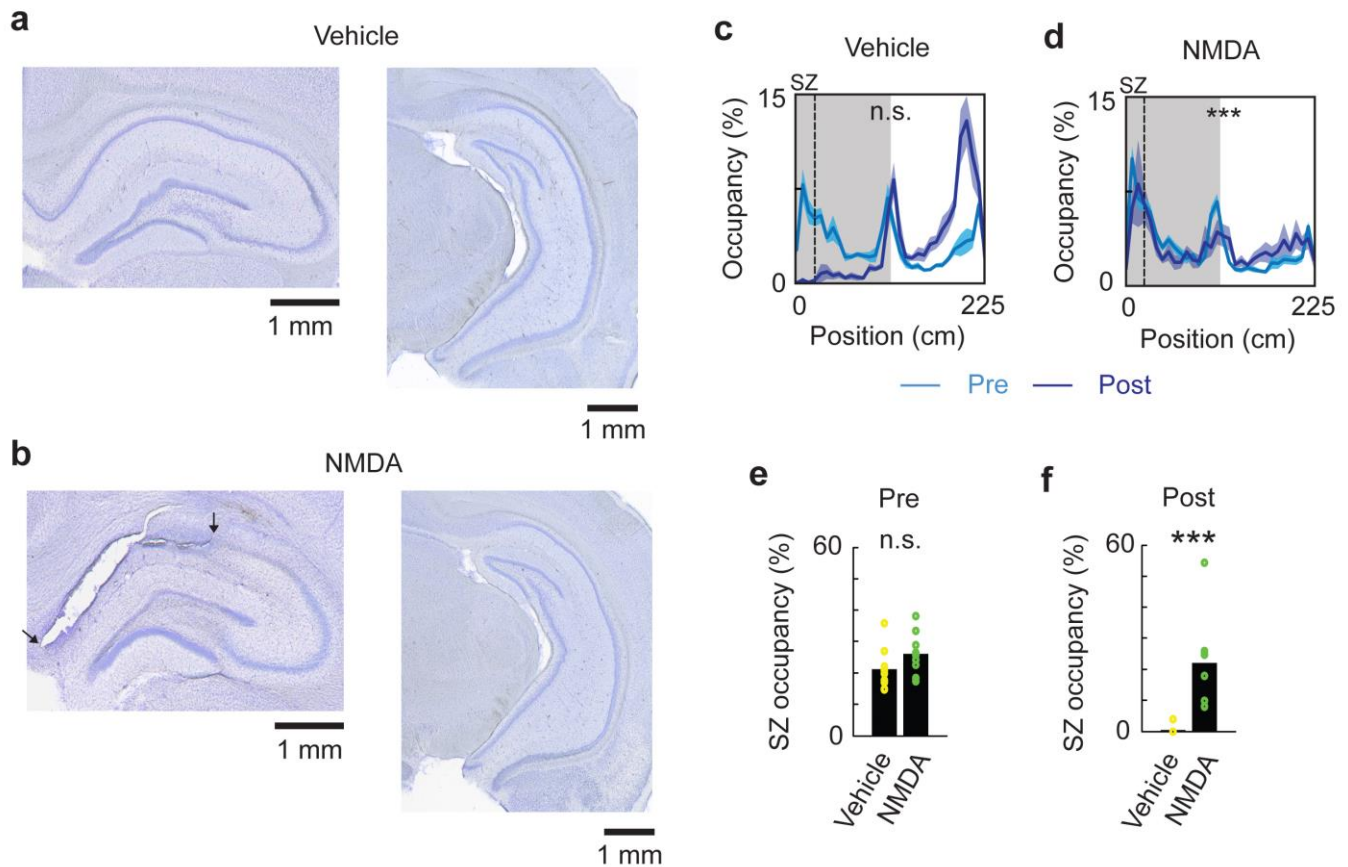 a
Vehicle
1 mm
1 mm
b
NMDA
1 mm
1 mm
c
Vehicle
SZ
15
n.s.
Occupancy (%)
0
0
225
Position (cm)
d
NMDA
SZ
15
***
Occupancy (%)
0
0
225
Position (cm)
Pre
Post
e
Pre
n.s.
60
SZ occupancy (%)
0
Vehicle
NMDA
f
Post
***
60
SZ occupancy (%)
0
Vehicle
NMDA